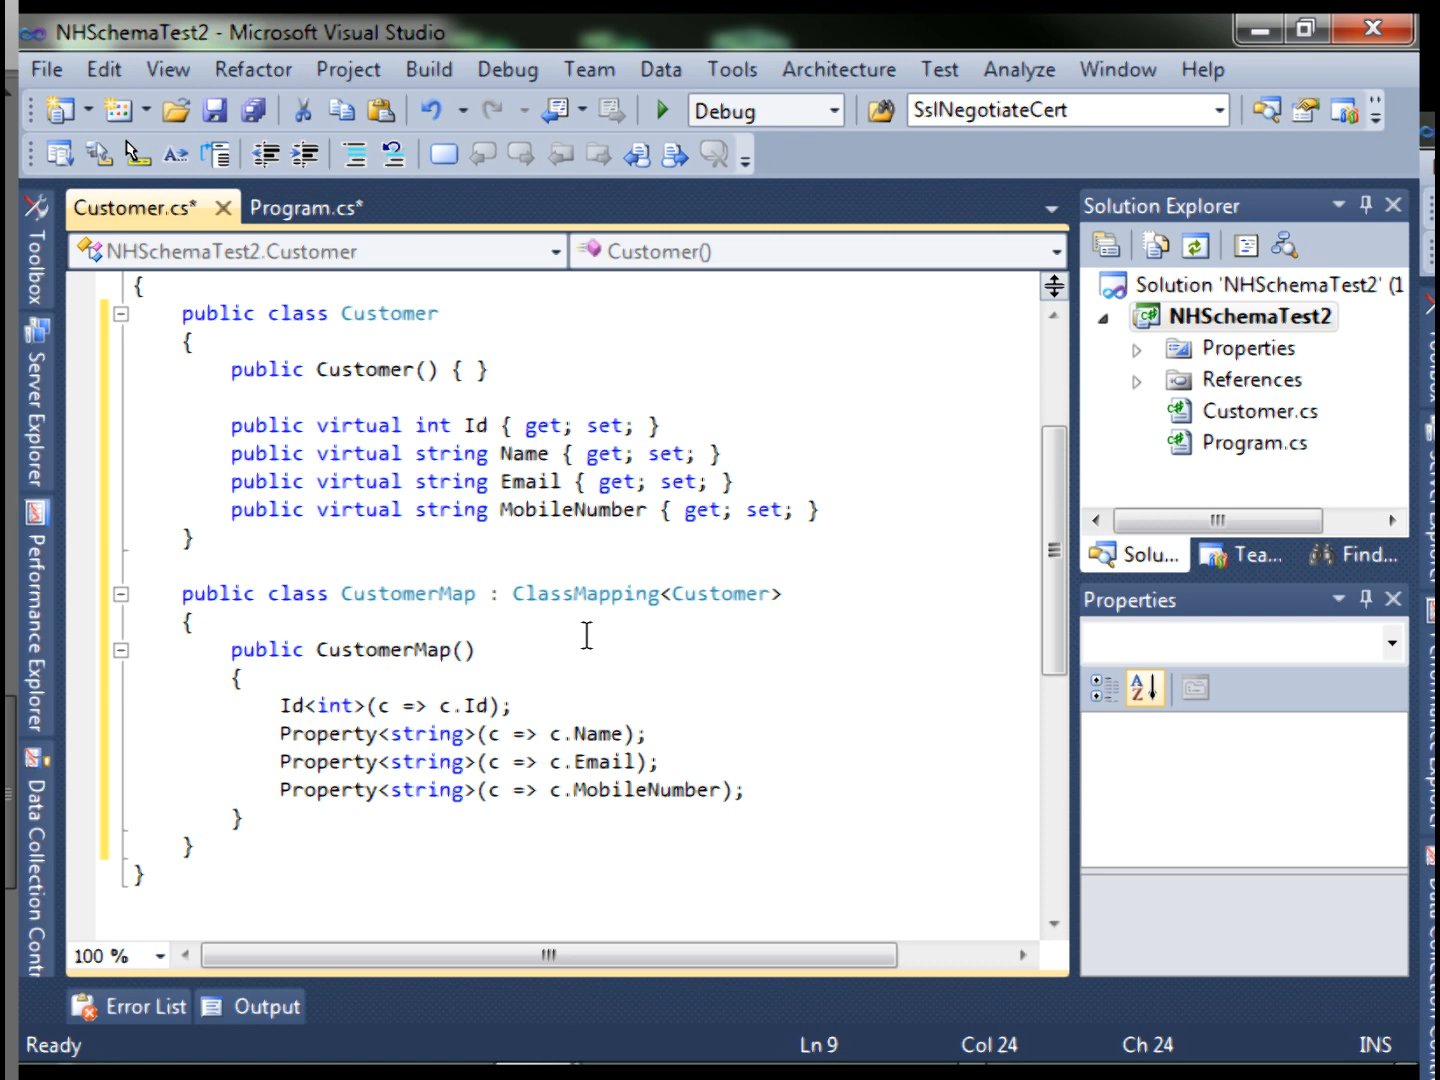 NHSchemaTest2 - Microsoft Visual Studio
File Edit View Refactor Project Build Debug Team Data Tools Architecture Test Analyze Window Help
Debug SslNegotiateCert
Customer.cs* Program.cs*
NHSchemaTest2.Customer Customer()
{
public class Customer
{
public Customer() { }
public virtual int Id { get; set; }
public virtual string Name { get; set; }
public virtual string Email { get; set; }
public virtual string MobileNumber { get; set; }
}
public class CustomerMap : ClassMapping<Customer>
{
public CustomerMap()
{
Id<int>(c => c.Id);
Property<string>(c => c.Name);
Property<string>(c => c.Email);
Property<string>(c => c.MobileNumber);
}
}
}
100 %
Toolbox
Server Explorer
Performance Explorer
Data Collection Contr
Solution Explorer
Solution 'NHSchemaTest2' (1
NHSchemaTest2
Properties
References
Customer.cs
Program.cs
Solu... Tea... Find...
Properties
Error List Output
Ready Ln 9 Col 24 Ch 24 INS